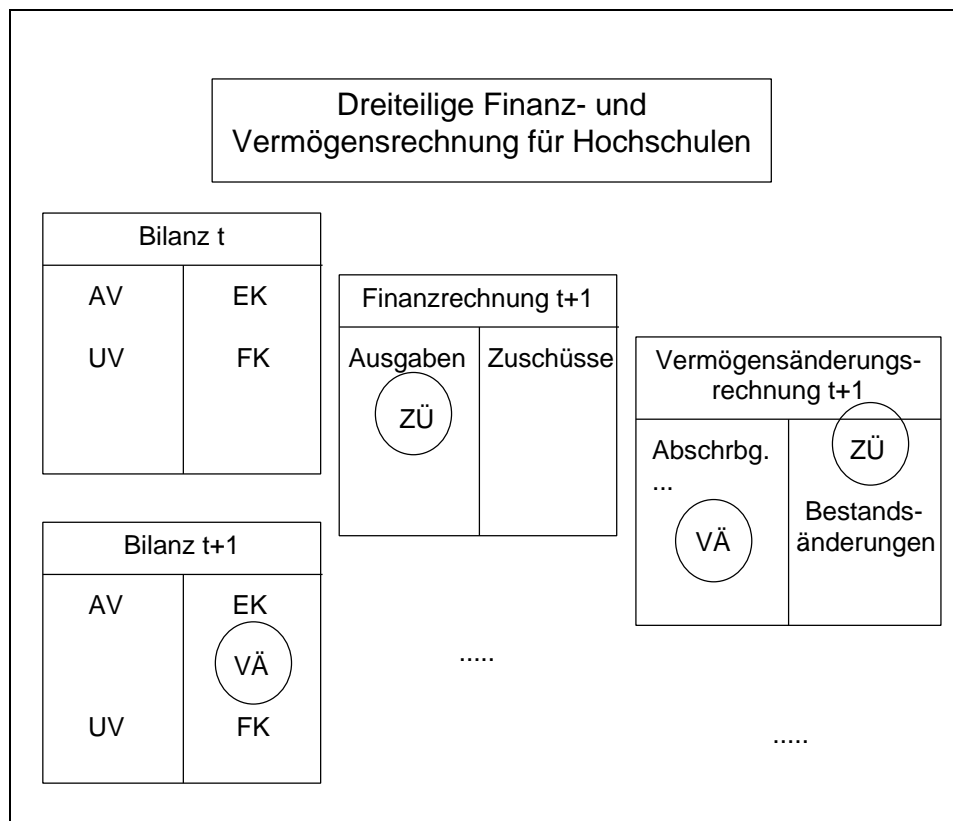 Dreiteilige Finanz- und
Vermögensrechnung für Hochschulen
Bilanz t
AV EK
UV FK
Finanzrechnung t+1
Ausgaben Zuschüsse
ZÜ
Vermögensänderungs-
rechnung t+1
Abschrbg. ZÜ
...
VÄ
Bestands-
änderungen
Bilanz t+1
AV EK
VÄ
UV FK
.....
.....